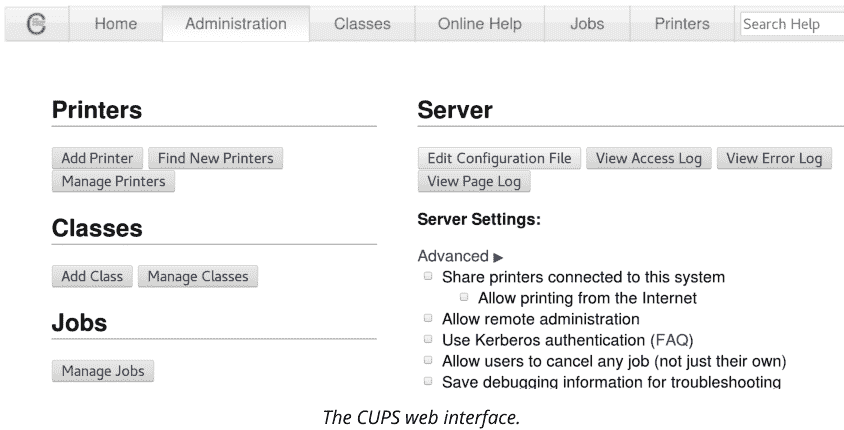 Home Administration Classes Online Help Jobs Printers Search Help
Printers
Add Printer Find New Printers
Manage Printers
Classes
Add Class Manage Classes
Jobs
Manage Jobs
Server
Edit Configuration File View Access Log View Error Log
View Page Log
Server Settings:
Advanced ▶
Share printers connected to this system
Allow printing from the Internet
Allow remote administration
Use Kerberos authentication (FAQ)
Allow users to cancel any job (not just their own)
Save debugging information for troubleshooting
The CUPS web interface.